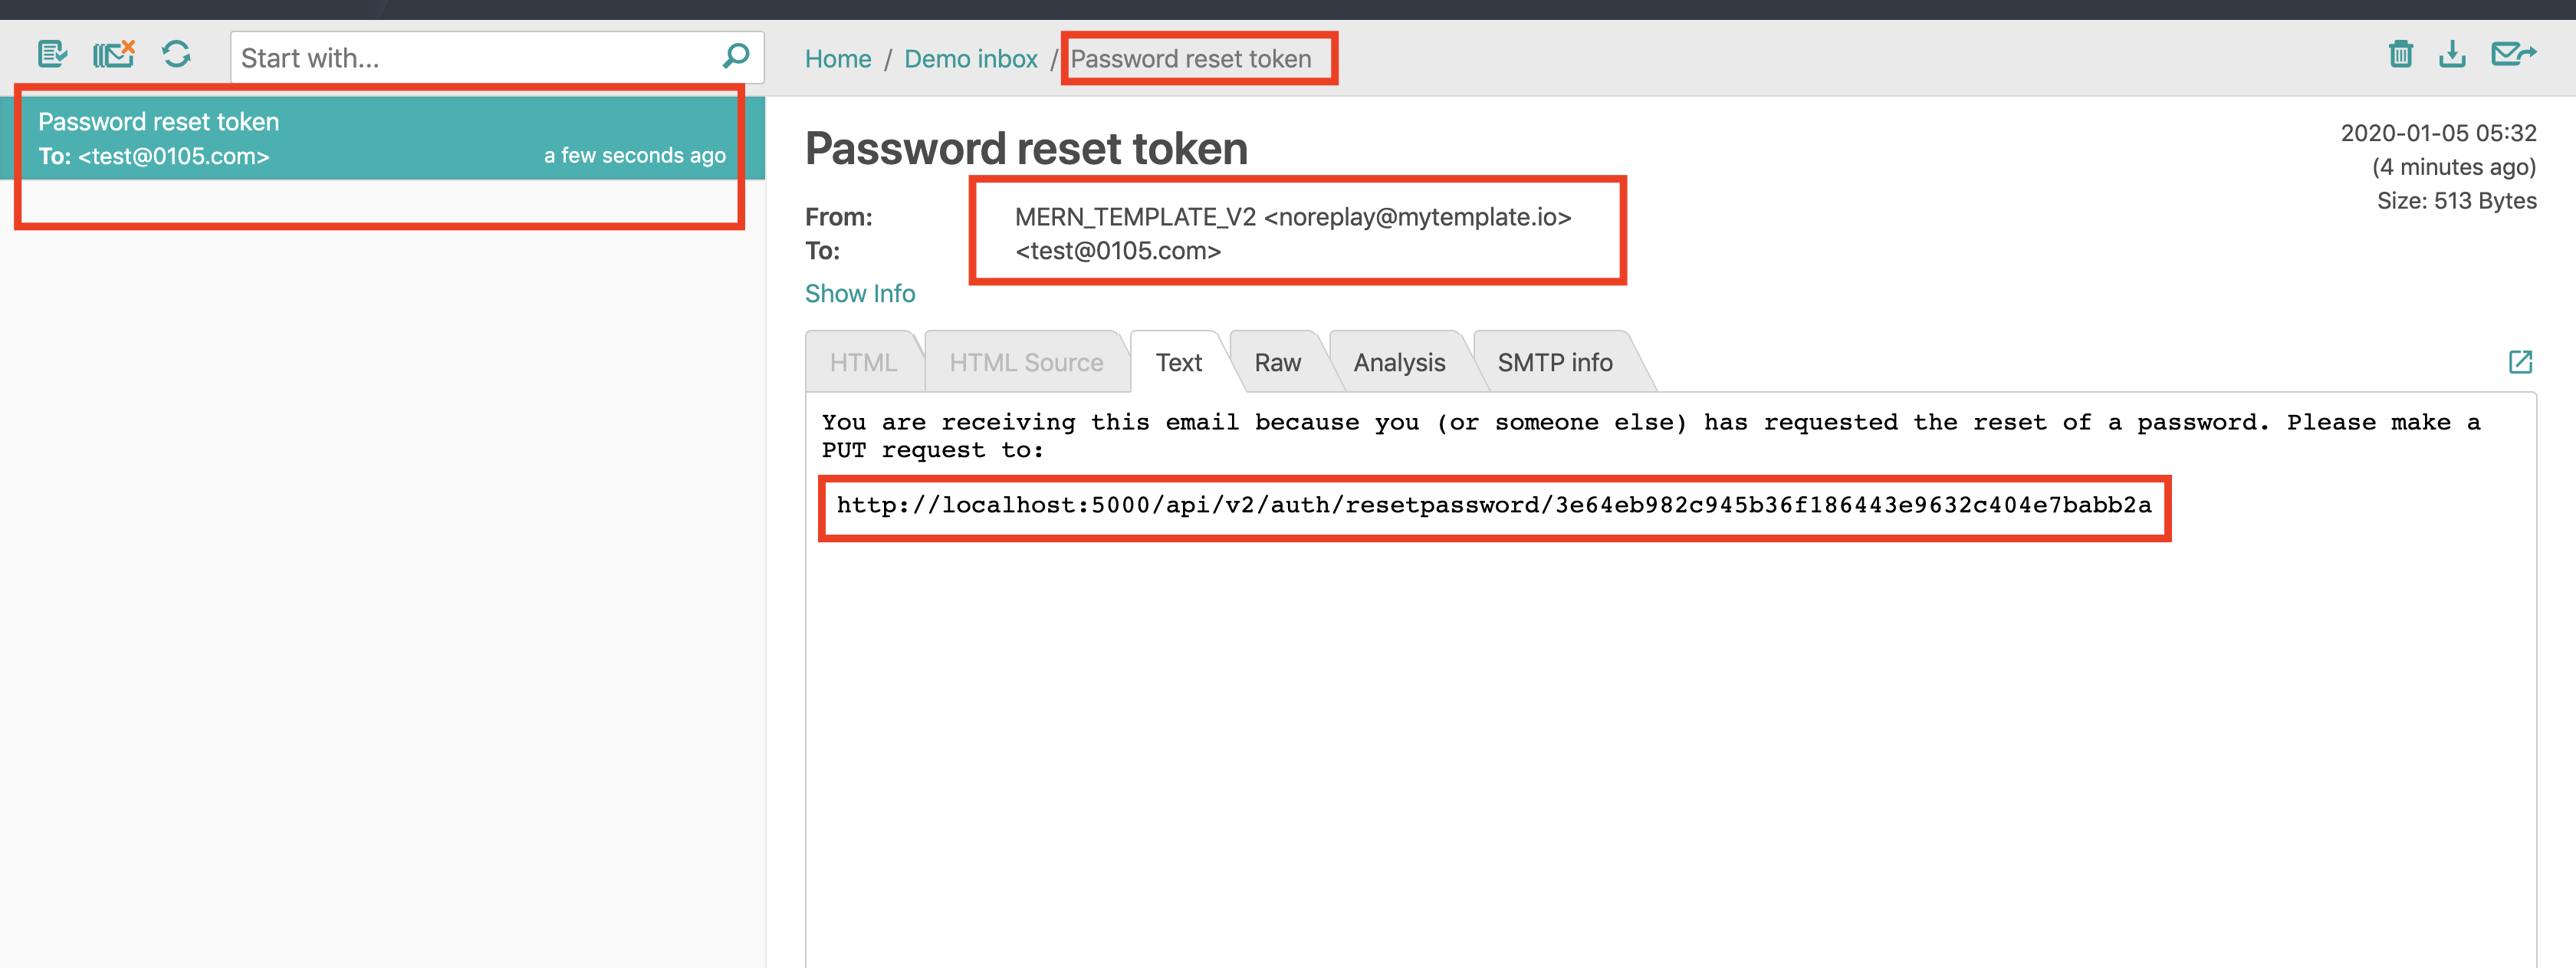 Start with...
Home / Demo inbox / Password reset token
Password reset token
To: <test@0105.com>
a few seconds ago
Password reset token
2020-01-05 05:32
(4 minutes ago)
Size: 513 Bytes
From: MERN_TEMPLATE_V2 <noreplay@mytemplate.io>
To: <test@0105.com>
Show Info
HTML HTML Source Text Raw Analysis SMTP info
You are receiving this email because you (or someone else) has requested the reset of a password. Please make a
PUT request to:
http://localhost:5000/api/v2/auth/resetpassword/3e64eb982c945b36f186443e9632c404e7babb2a